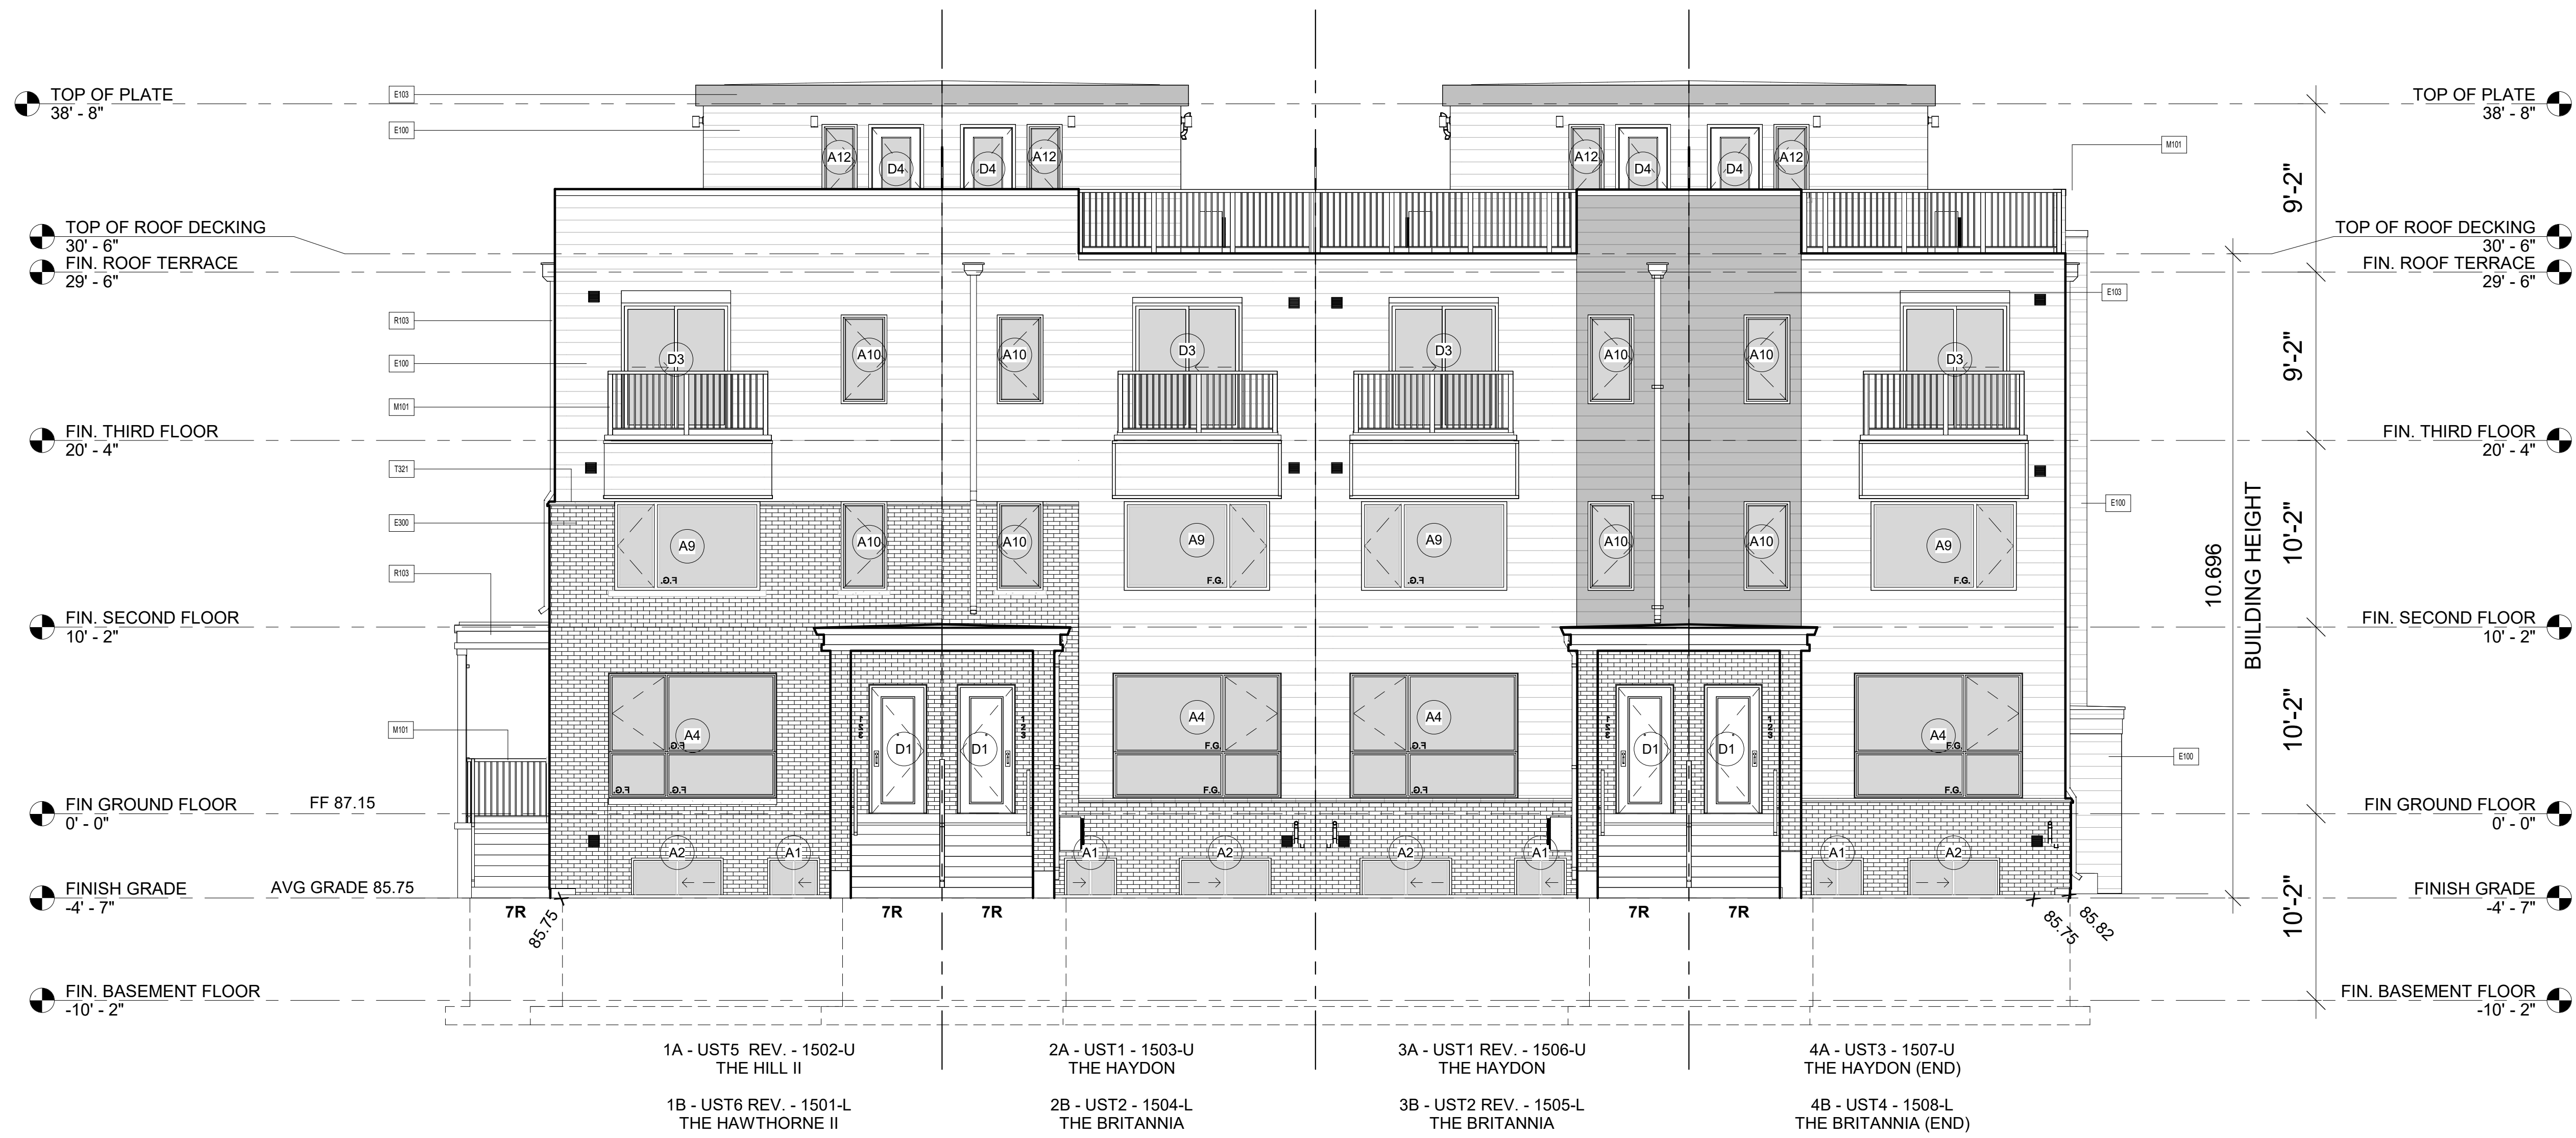 TOP OF PLATE
38' - 8"
E103
TOP OF PLATE
38' - 8"
E100
A12
D4
D4
A12
A12
D4
D4
A12
M101
9'-2"
TOP OF ROOF DECKING
30' - 6"
TOP OF ROOF DECKING
30' - 6"
FIN. ROOF TERRACE
29' - 6"
FIN. ROOF TERRACE
29' - 6"
E103
R103
E100
D3
A10
A10
D3
D3
A10
A10
D3
9'-2"
M101
FIN. THIRD FLOOR
20' - 4"
FIN. THIRD FLOOR
20' - 4"
T321
E300
E100
A9
F.G.
A10
A10
A9
F.G.
A9
F.G.
A10
A10
A9
F.G.
10'-2"
10.696
BUILDING HEIGHT
R103
FIN. SECOND FLOOR
10' - 2"
FIN. SECOND FLOOR
10' - 2"
M101
A4
F.G.
F.G.
F.G.
123
D1
D1
123
A4
F.G.
F.G.
A4
F.G.
F.G.
123
D1
D1
123
A4
F.G.
F.G.
E100
10'-2"
FIN GROUND FLOOR
0' - 0"
FF 87.15
FIN GROUND FLOOR
0' - 0"
A2
A1
A1
A2
A2
A1
A1
A2
FINISH GRADE
-4' - 7"
AVG GRADE 85.75
FINISH GRADE
-4' - 7"
7R
85.75
7R
7R
7R
7R
85.75
85.82
10'-2"
FIN. BASEMENT FLOOR
-10' - 2"
FIN. BASEMENT FLOOR
-10' - 2"
1A - UST5 REV. - 1502-U
THE HILL II
2A - UST1 - 1503-U
THE HAYDON
3A - UST1 REV. - 1506-U
THE HAYDON
4A - UST3 - 1507-U
THE HAYDON (END)
1B - UST6 REV. - 1501-L
THE HAWTHORNE II
2B - UST2 - 1504-L
THE BRITANNIA
3B - UST2 REV. - 1505-L
THE BRITANNIA
4B - UST4 - 1508-L
THE BRITANNIA (END)